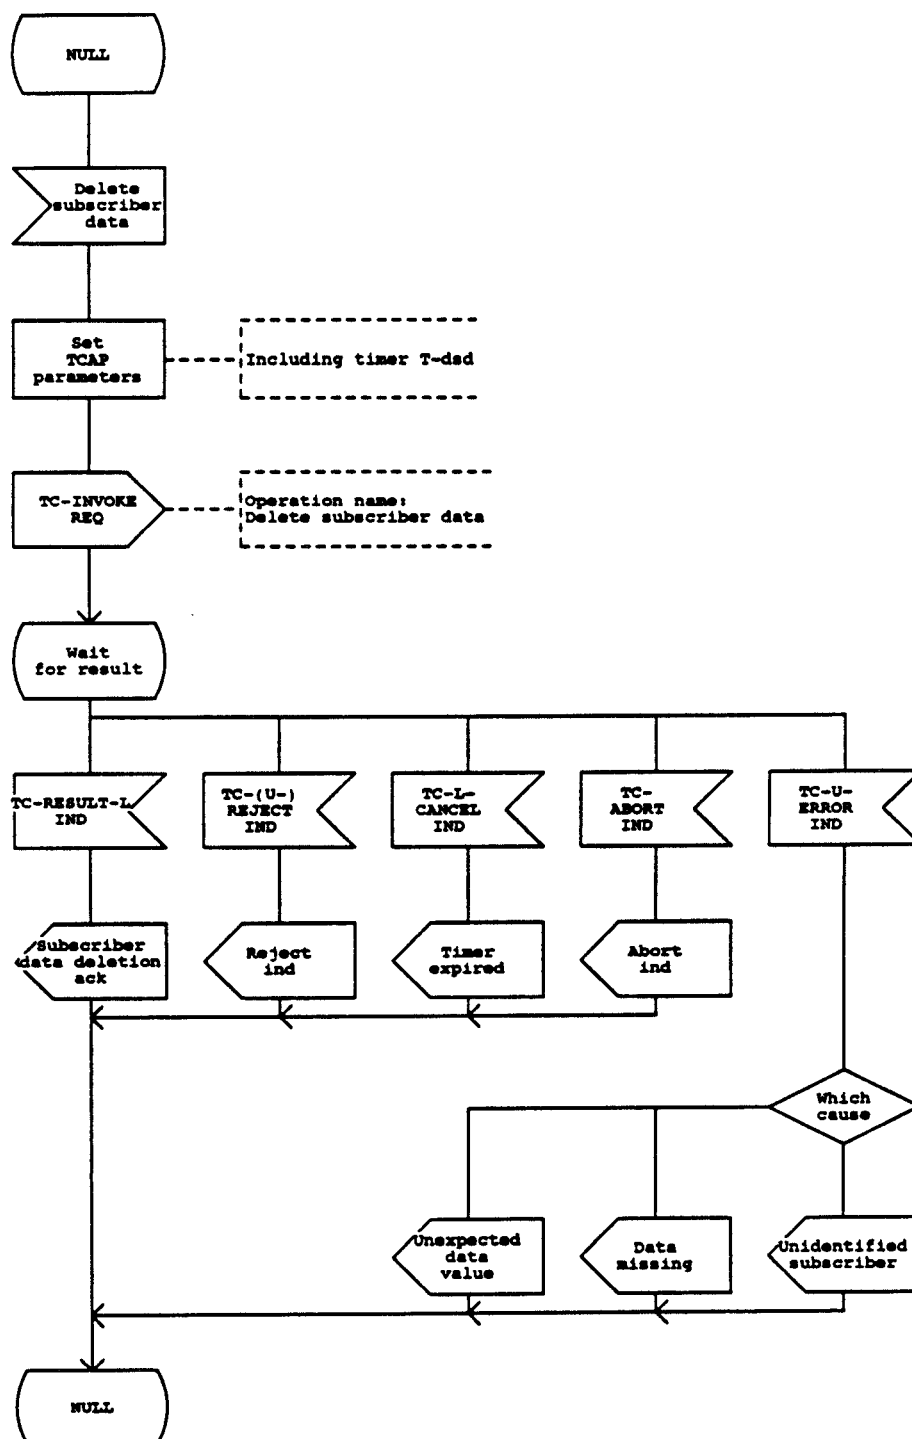 NULL
Delete
subscriber
data
Set
TCAP
parameters
Including timer T-dsd
TC-INVOKE
REQ
Operation name:
Delete subscriber data
Wait
for result
TC-RESULT-L
IND
TC-(U-)
REJECT
IND
TC-L-
CANCEL
IND
TC-
ABORT
IND
TC-U-
ERROR
IND
Subscriber
data deletion
ack
Reject
ind
Timer
expired
Abort
ind
Which
cause
Unexpected
data
value
Data
missing
Unidentified
subscriber
NULL